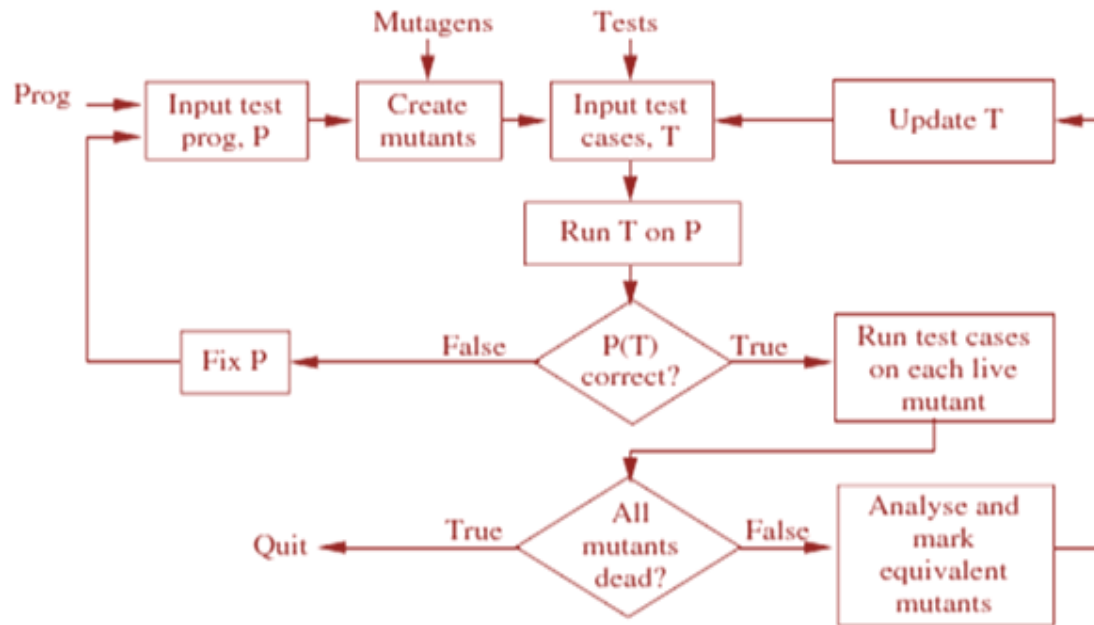 Mutagens
Tests
Prog
Input test
prog, P
Create
mutants
Input test
cases, T
Update T
Run T on P
False
P(T)
correct?
True
Fix P
Run test cases
on each live
mutant
Quit
True
All
mutants
dead?
False
Analyse and
mark
equivalent
mutants